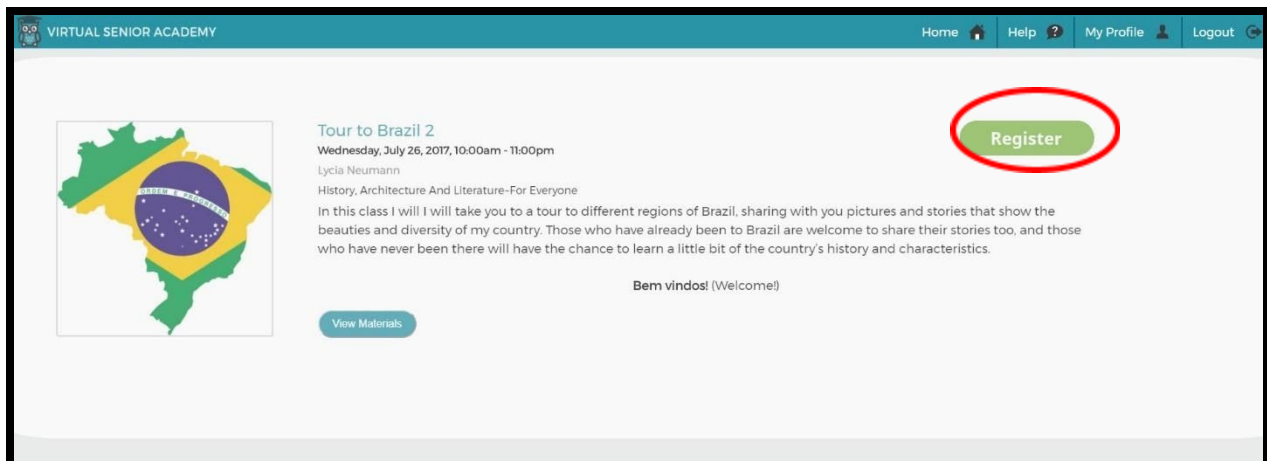 VIRTUAL SENIOR ACADEMY
Home
Help
?
My Profile
Logout
Tour to Brazil 2
Register
Wednesday, July 26, 2017, 10:00am - 11:00pm
Lycia Neumann
History, Architecture And Literature-For Everyone
In this class I will I will take you to a tour to different regions of Brazil, sharing with you pictures and stories that show the
beauties and diversity of my country. Those who have already been to Brazil are welcome to share their stories too, and those
who have never been there will have the chance to learn a little bit of the country's history and characteristics.
Bem vindos! (Welcome!)
View Materials
ORDEM E PROGRESSO